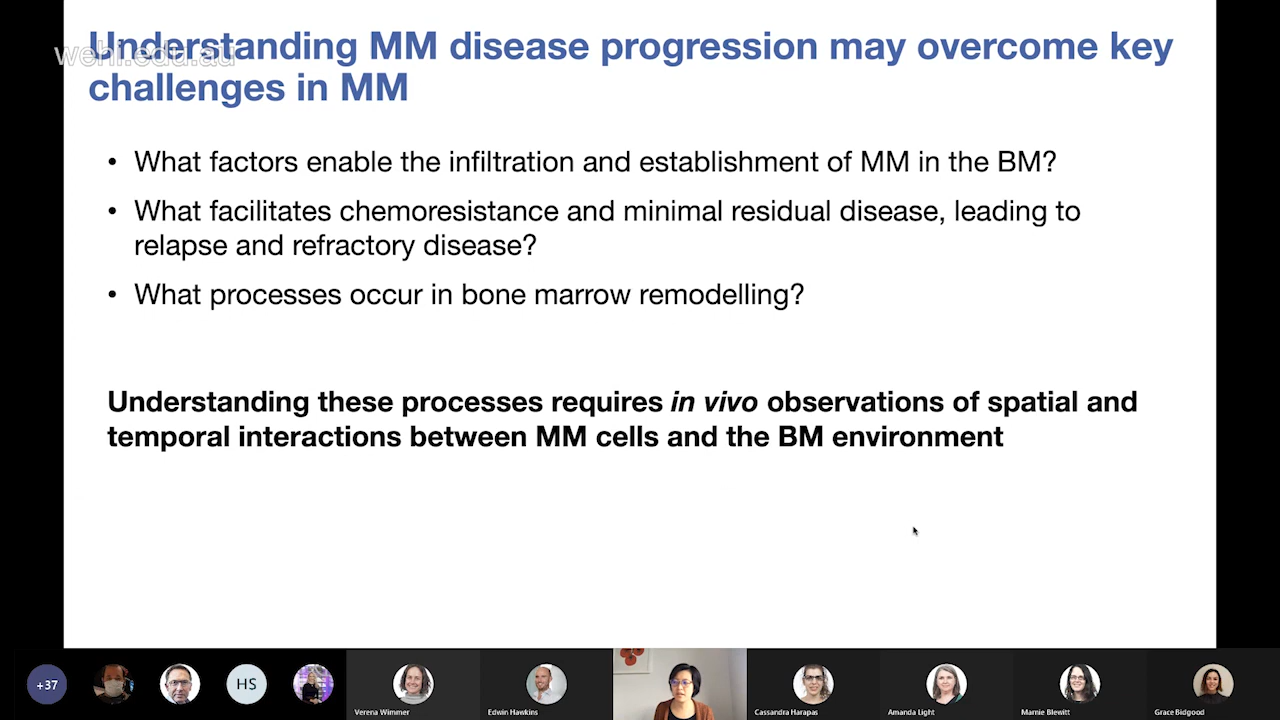 wehi.edu.au
Understanding MM disease progression may overcome key
challenges in MM
• What factors enable the infiltration and establishment of MM in the BM?
• What facilitates chemoresistance and minimal residual disease, leading to
relapse and refractory disease?
• What processes occur in bone marrow remodelling?
Understanding these processes requires in vivo observations of spatial and
temporal interactions between MM cells and the BM environment
+37
HS
Verena Wimmer
Edwin Hawkins
Cassandra Harapas
Amanda Light
Marnie Blewitt
Grace Bidgood